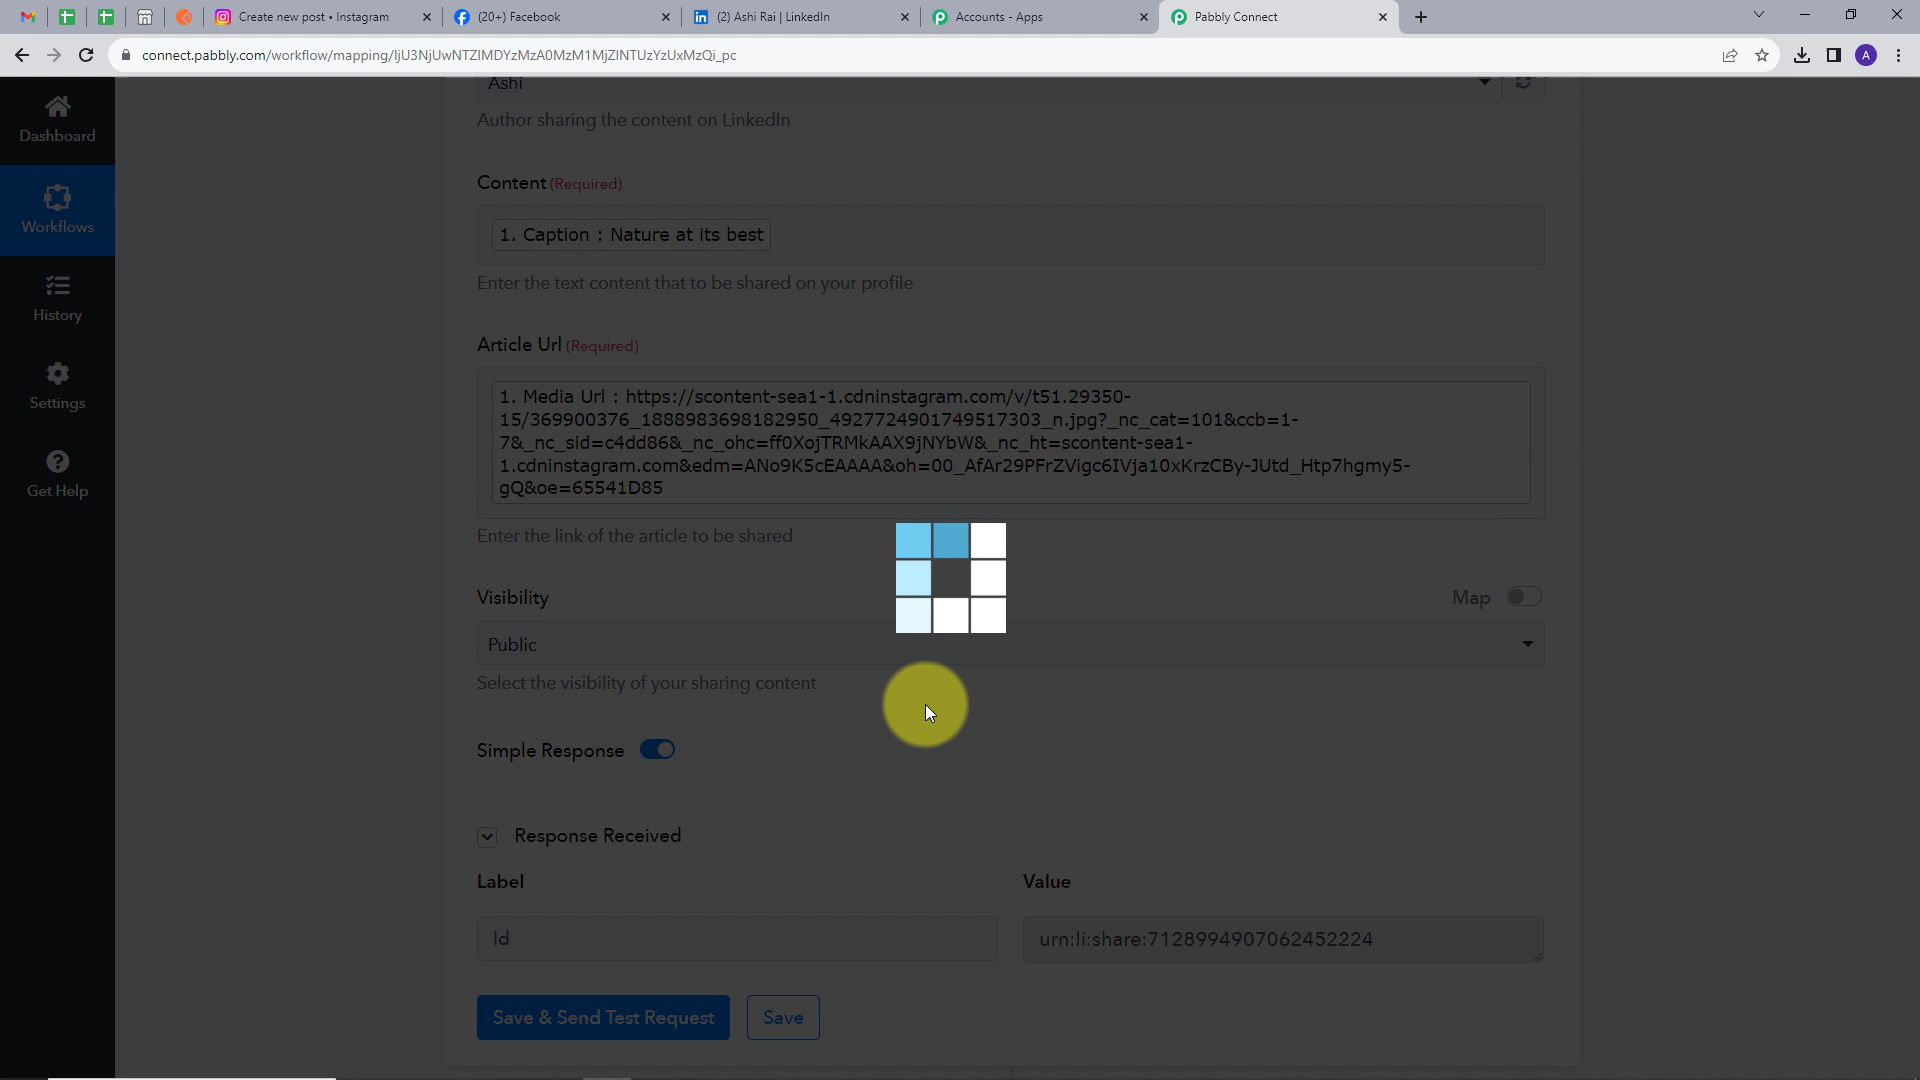 Create new post • Instagram
(20+) Facebook
(2) Ashi Rai | LinkedIn
Accounts - Apps
Pabbly Connect
connect.pabbly.com/workflow/mapping/IjU3NjUwNTZlMDYzMzA0MzM1MjZlNTUzYzUxMzQi_pc
A
Dashboard
Workflows
History
Settings
Get Help
Ashi
Author sharing the content on LinkedIn
Content (Required)
1. Caption : Nature at its best
Enter the text content that to be shared on your profile
Article Url (Required)
1. Media Url : https://scontent-sea1-1.cdninstagram.com/v/t51.29350-
15/369900376_1888983698182950_4927724901749517303_n.jpg?_nc_cat=101&ccb=1-
7&_nc_sid=c4dd86&_nc_ohc=ff0XojTRMkAAX9jNYbW&_nc_ht=scontent-sea1-
1.cdninstagram.com&edm=ANo9K5cEAAAA&oh=00_AfAr29PFrZVigc6IVja10xKrzCBy-JUtd_Htp7hgmy5-
gQ&oe=65541D85
Enter the link of the article to be shared
Visibility
Map
Public
Select the visibility of your sharing content
Simple Response
Response Received
Label
Value
Id
urn:li:share:7128994907062452224
Save & Send Test Request
Save